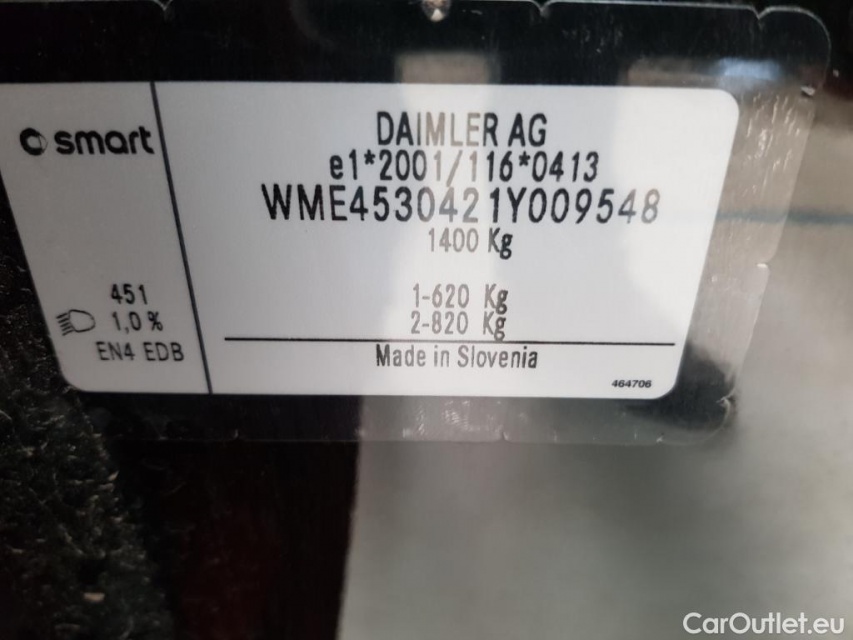 smart
DAIMLER AG
e1*2001/116*0413
WME4530421Y009548
1400 Kg
1-620 Kg
2-820 Kg
Made in Slovenia
451
1,0 %
EN4 EDB
464706
CarOutlet.eu